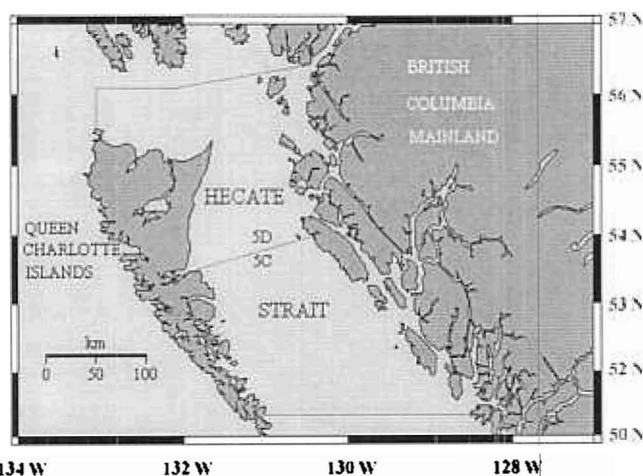 57 N
BRITISH
56 N
COLUMBIA
MAINLAND
55 N
HECATE
QUEEN
54 N
CHARLOTTE
5D
ISLANDS
5C
53 N
STRAIT
km
52 N
0 50 100
50 N
134 W 132 W 130 W 128 W